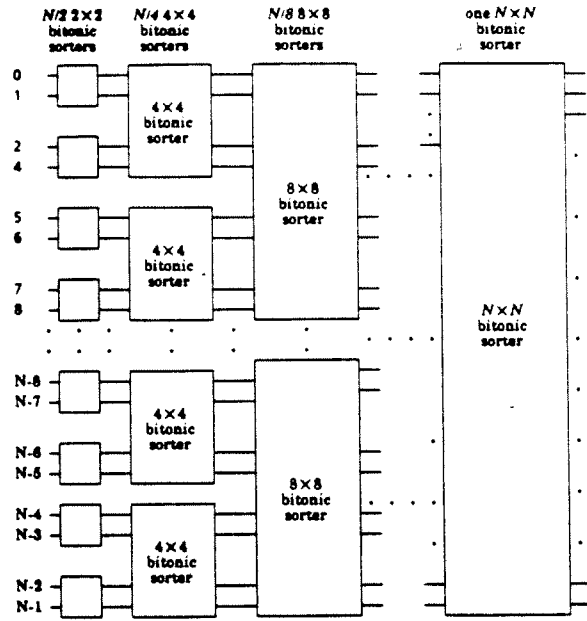 N/2 2×2
bitonic
sorters
N/4 4×4
bitonic
sorters
N/8 8×8
bitonic
sorters
one N×N
bitonic
sorter
0
1
2
4
5
6
7
8
N-8
N-7
N-6
N-5
N-4
N-3
N-2
N-1
4×4
bitonic
sorter
4×4
bitonic
sorter
4×4
bitonic
sorter
4×4
bitonic
sorter
8×8
bitonic
sorter
8×8
bitonic
sorter
N×N
bitonic
sorter